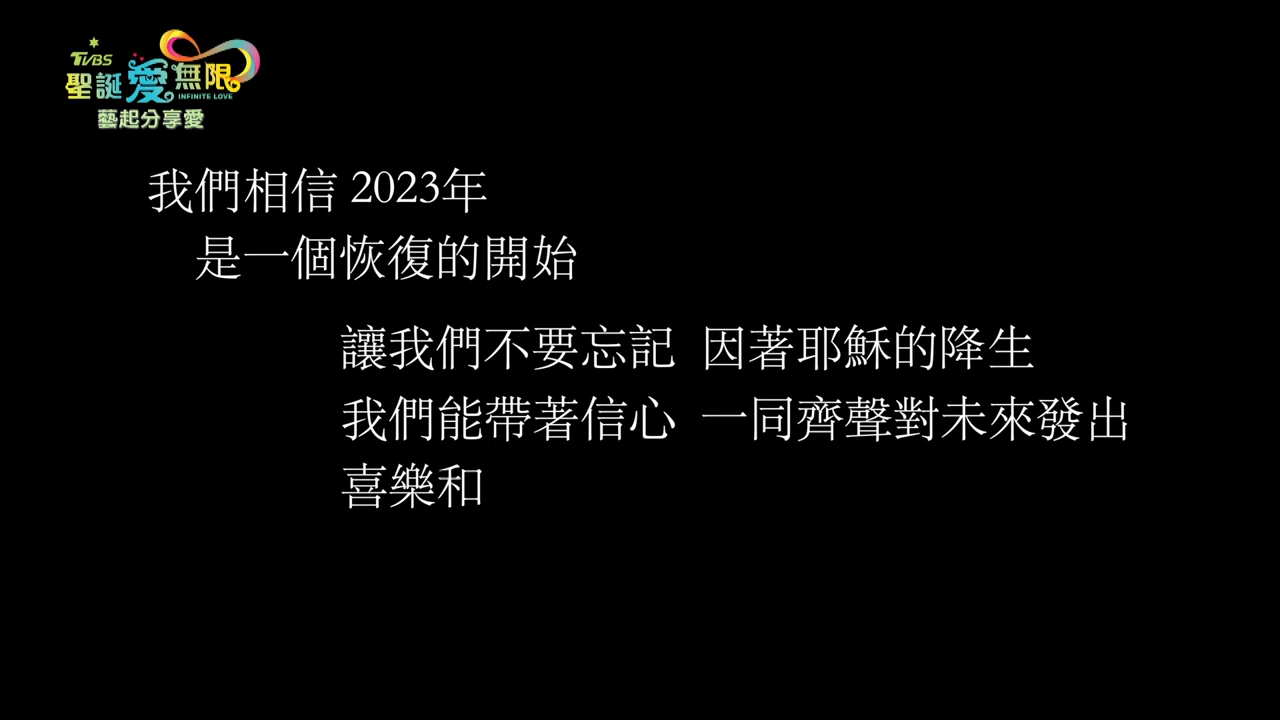 TVBS
聖誕愛無限
INFINITE LOVE
藝起分享愛
我們相信 2023年
是一個恢復的開始
讓我們不要忘記 因著耶穌的降生
我們能帶著信心 一同齊聲對未來發出
喜樂和